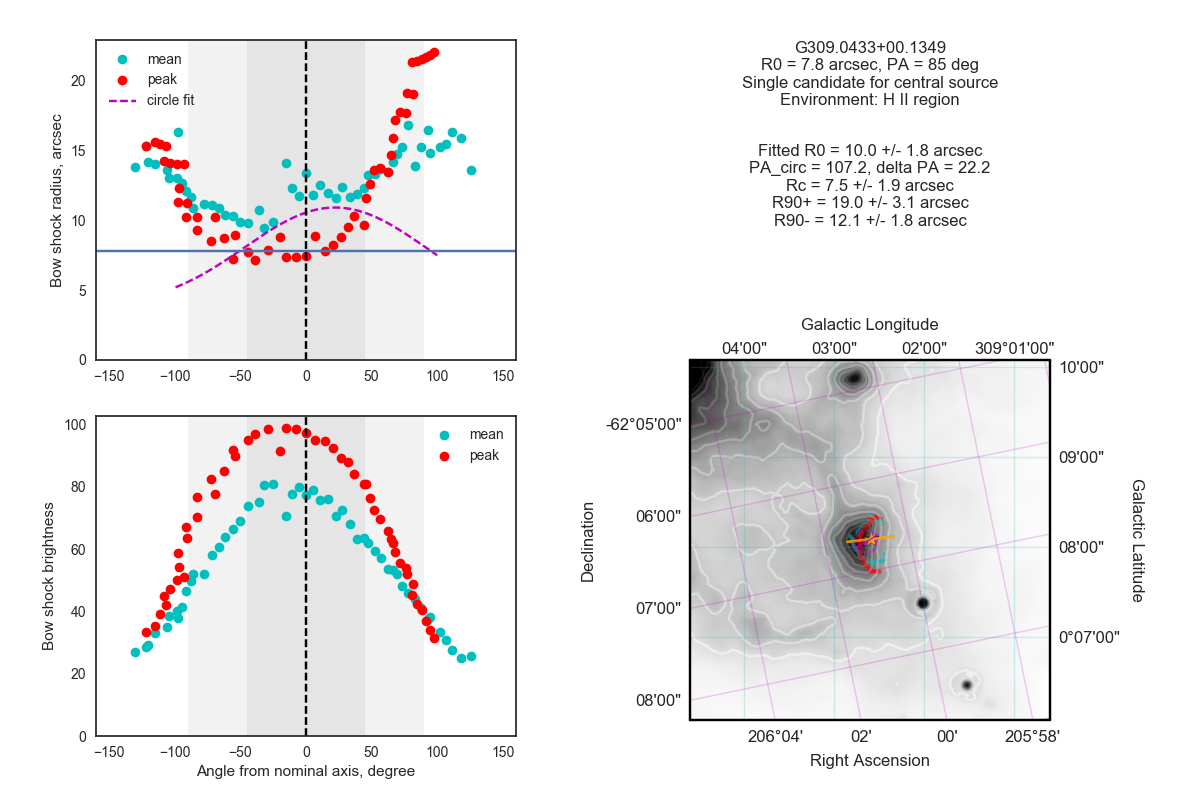 mean
peak
circle fit
Bow shock radius, arcsec
20
15
10
5
0
−150
−100
−50
0
50
100
150
G309.0433+00.1349
R0 = 7.8 arcsec, PA = 85 deg
Single candidate for central source
Environment: H II region
Fitted R0 = 10.0 +/- 1.8 arcsec
PA_circ = 107.2, delta PA = 22.2
Rc = 7.5 +/- 1.9 arcsec
R90+ = 19.0 +/- 3.1 arcsec
R90- = 12.1 +/- 1.8 arcsec
mean
peak
Bow shock brightness
100
80
60
40
20
0
−150
−100
−50
0
50
100
150
Angle from nominal axis, degree
Galactic Longitude
04'00"
03'00"
02'00"
309°01'00"
10'00"
09'00"
08'00"
0°07'00"
Galactic Latitude
-62°05'00"
06'00"
07'00"
08'00"
Declination
206°04'
02'
00'
205°58'
Right Ascension